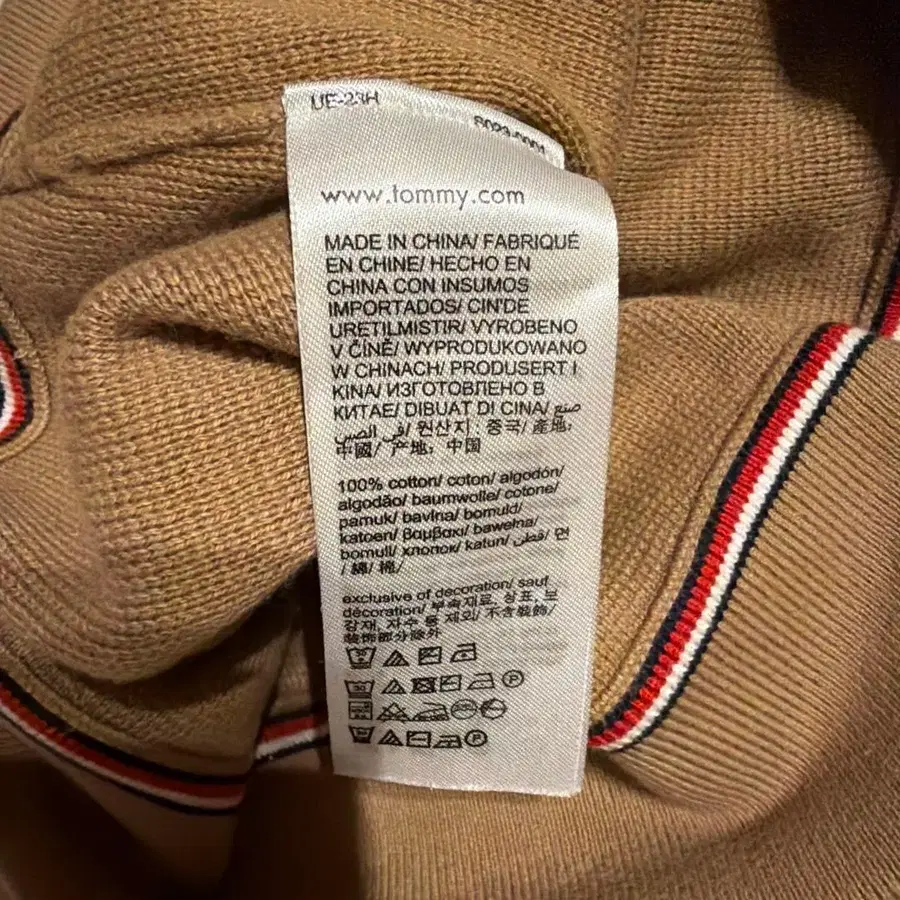 UE-23H
www.tommy.com
MADE IN CHINA/ FABRIQUÉ
EN CHINE/ HECHO EN
CHINA CON INSUMOS
IMPORTADOS/ CIN'DE
URETILMISTIR/ VYROBENO
V ČÍNĚ/ WYPRODUKOWANO
W CHINACH/ PRODUSERT I
KINA/ ИЗГОТОВЛЕНО В
КИТАЕ/ DIBUAT DI CINA/ صنع
في الصين/ 원산지: 중국/ 產地:
中國/ 产地: 中国
100% cotton/ coton/ algodón/
algodão/ baumwolle/ cotone/
pamuk/ bavlna/ bomuld/
katoen/ βαμβακι/ bawełna/
bomull/ хлопок/ katun/ قطن/ 면
/ 綿/ 棉/
exclusive of decoration/ sauf
décoration/ 부속재료, 상표, 보
강재, 자수 등 제외/ 不含裝飾/
装饰部分除外